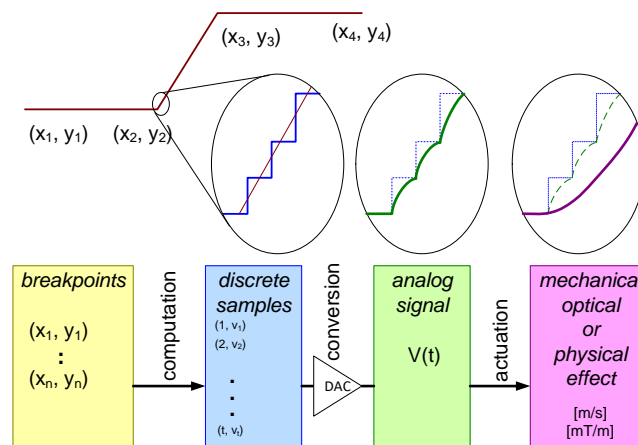 (x3, y3)
(x4, y4)
(x1, y1)
(x2, y2)
breakpoints
(x1, y1)
:
(xn, yn)
computation
discrete
samples
(1, v1)
(2, v2)
.
.
.
(t, vt)
conversion
DAC
analog
signal
V(t)
actuation
mechanical
optical
or
physical
effect
[m/s]
[mT/m]